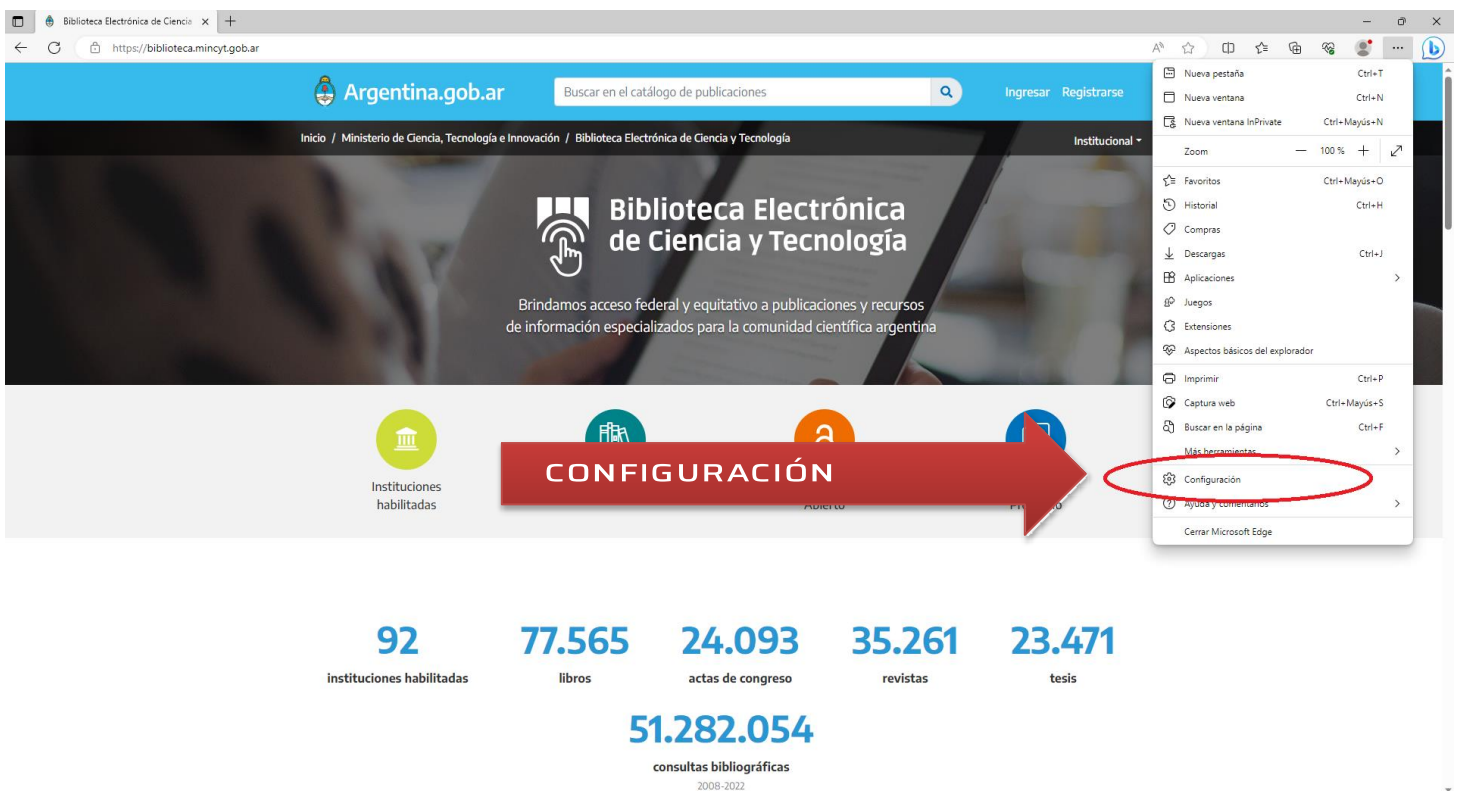 Biblioteca Electrónica de Ciencia
https://biblioteca.mincyt.gob.ar
Argentina.gob.ar
Buscar en el catálogo de publicaciones
Ingresar Registrarse
Inicio / Ministerio de Ciencia, Tecnología e Innovación / Biblioteca Electrónica de Ciencia y Tecnología
Institucional
Biblioteca Electrónica
de Ciencia y Tecnología
Brindamos acceso federal y equitativo a publicaciones y recursos
de información especializados para la comunidad científica argentina
Nueva pestaña Ctrl+T
Nueva ventana Ctrl+N
Nueva ventana InPrivate Ctrl+Mayús+N
Zoom — 100 % +
Favoritos Ctrl+Mayús+O
Historial Ctrl+H
Compras
Descargas Ctrl+J
Aplicaciones
Juegos
Extensiones
Aspectos básicos del explorador
Imprimir Ctrl+P
Captura web Ctrl+Mayús+S
Buscar en la página Ctrl+F
Más herramientas
Configuración
Ayuda y comentarios
Cerrar Microsoft Edge
CONFIGURACIÓN
Instituciones
habilitadas
Abierto
92
instituciones habilitadas
77.565
libros
24.093
actas de congreso
35.261
revistas
23.471
tesis
51.282.054
consultas bibliográficas
2008-2022